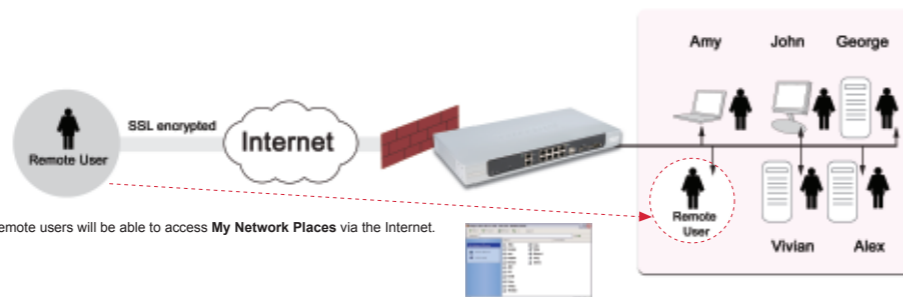 Amy John George
SSL encrypted
Internet
Remote User
Remote
User
Vivian Alex
emote users will be able to access My Network Places via the Internet.